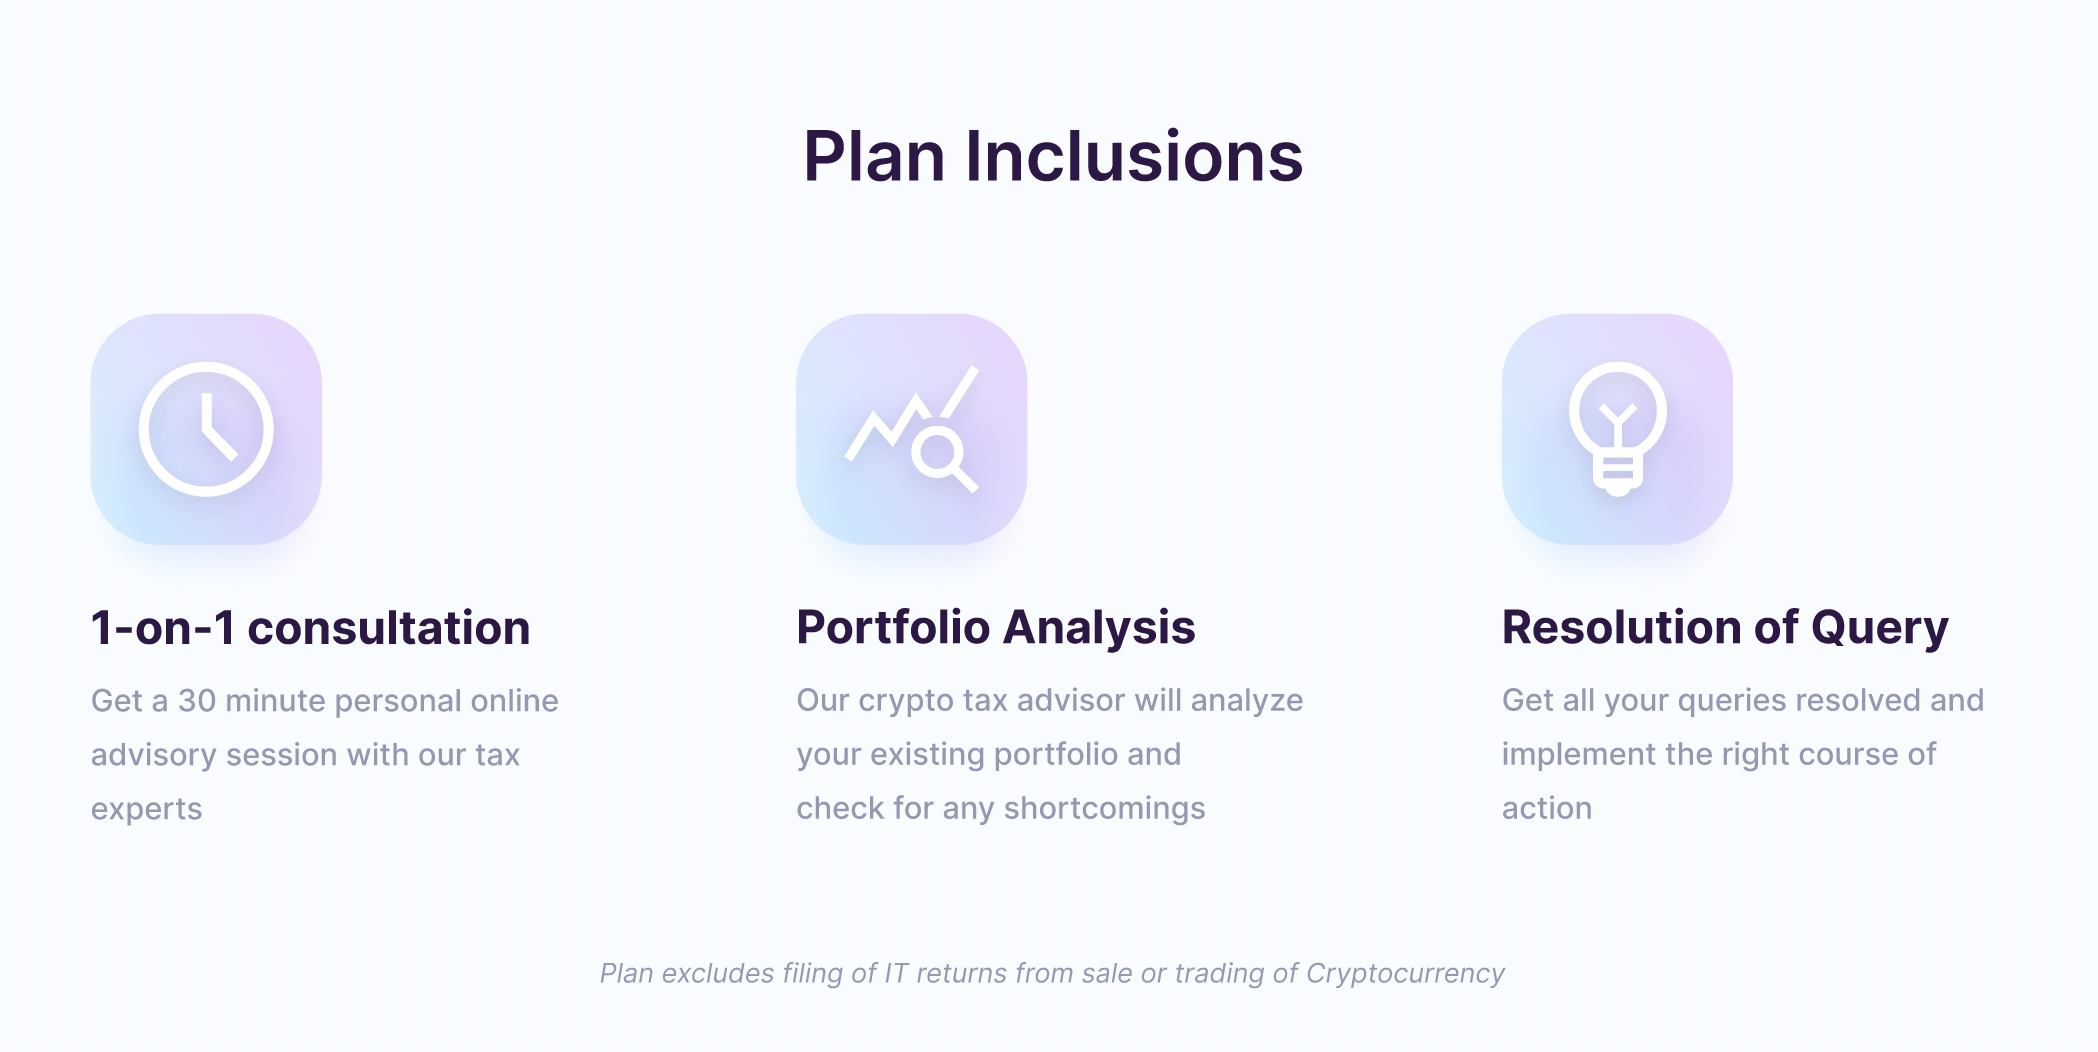 Plan Inclusions
1-on-1 consultation
Get a 30 minute personal online
advisory session with our tax
experts
Portfolio Analysis
Our crypto tax advisor will analyze
your existing portfolio and
check for any shortcomings
Resolution of Query
Get all your queries resolved and
implement the right course of
action
Plan excludes filing of IT returns from sale or trading of Cryptocurrency